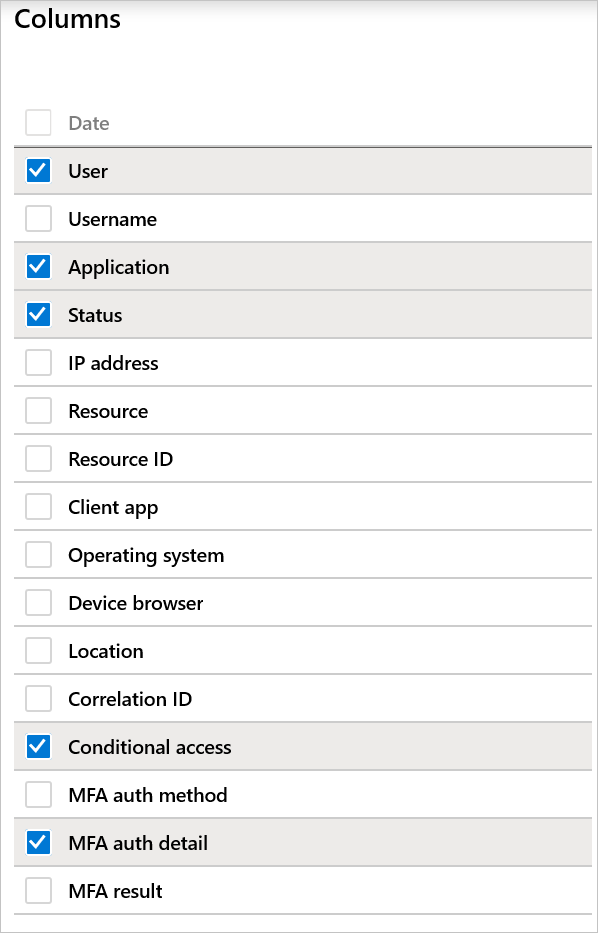 Columns
Date
User
Username
Application
Status
IP address
Resource
Resource ID
Client app
Operating system
Device browser
Location
Correlation ID
Conditional access
MFA auth method
MFA auth detail
MFA result